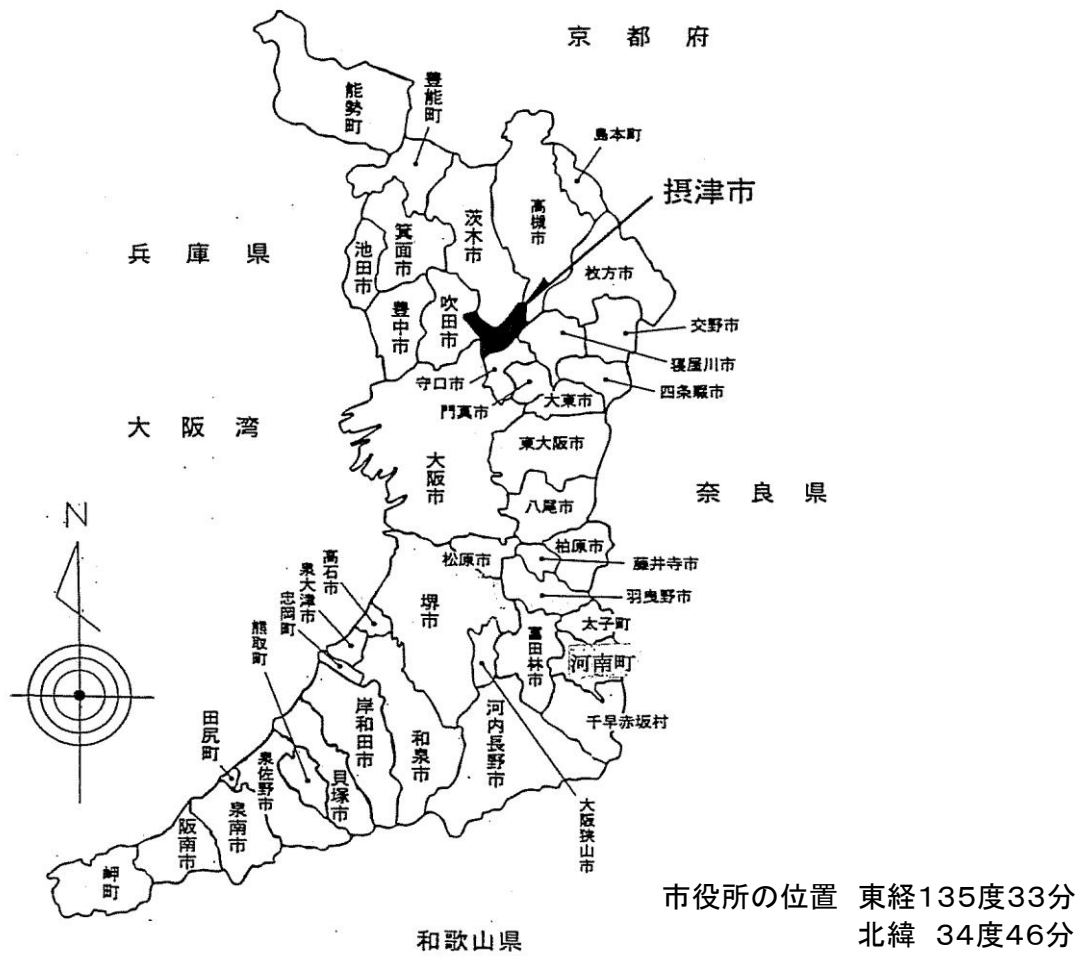 京都府
能勢町
豊能町
島本町
摂津市
高槻市
茨木市
箕面市
池田市
兵庫県
枚方市
吹田市
豊中市
交野市
寝屋川市
守口市
四条畷市
門真市
大東市
大阪湾
東大阪市
大阪市
奈良県
八尾市
N
柏原市
松原市
藤井寺市
高石市
泉大津市
忠岡町
羽曳野市
堺市
太子町
熊取町
富田林市
河南町
岸和田市
千早赤坂村
河内長野市
和泉市
田尻町
泉佐野市
貝塚市
大阪狭山市
泉南市
阪南市
岬町
市役所の位置 東経135度33分
北緯 34度46分
和歌山県